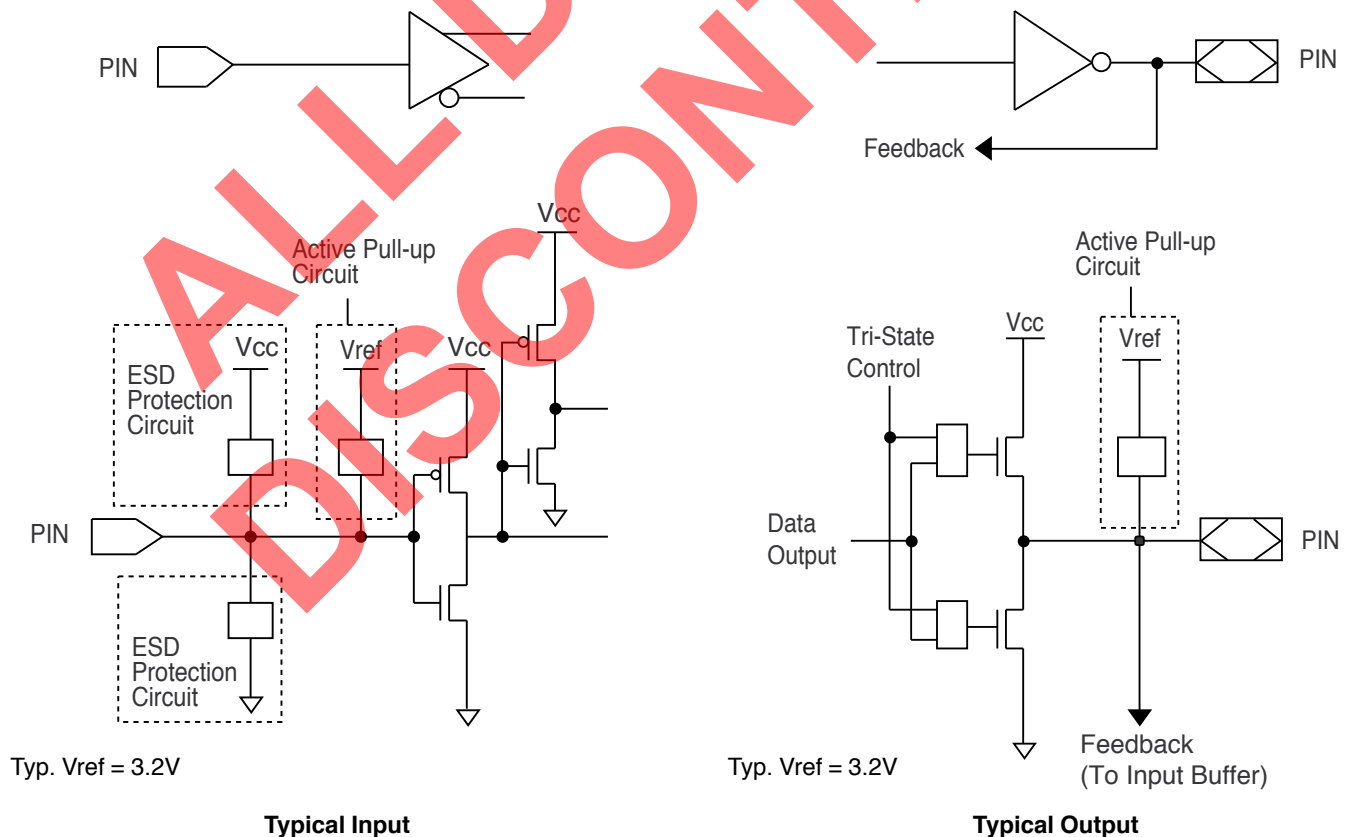 PIN
PIN
Feedback
Vcc
Active Pull-up
Circuit
Active Pull-up
Circuit
Vcc
Vref
Vcc
ESD
Protection
Circuit
Tri-State
Control
Vcc
Vref
PIN
Data
Output
PIN
ESD
Protection
Circuit
Feedback
(To Input Buffer)
Typ. Vref = 3.2V
Typ. Vref = 3.2V
Typical Input
Typical Output
ALL D
DISCONT